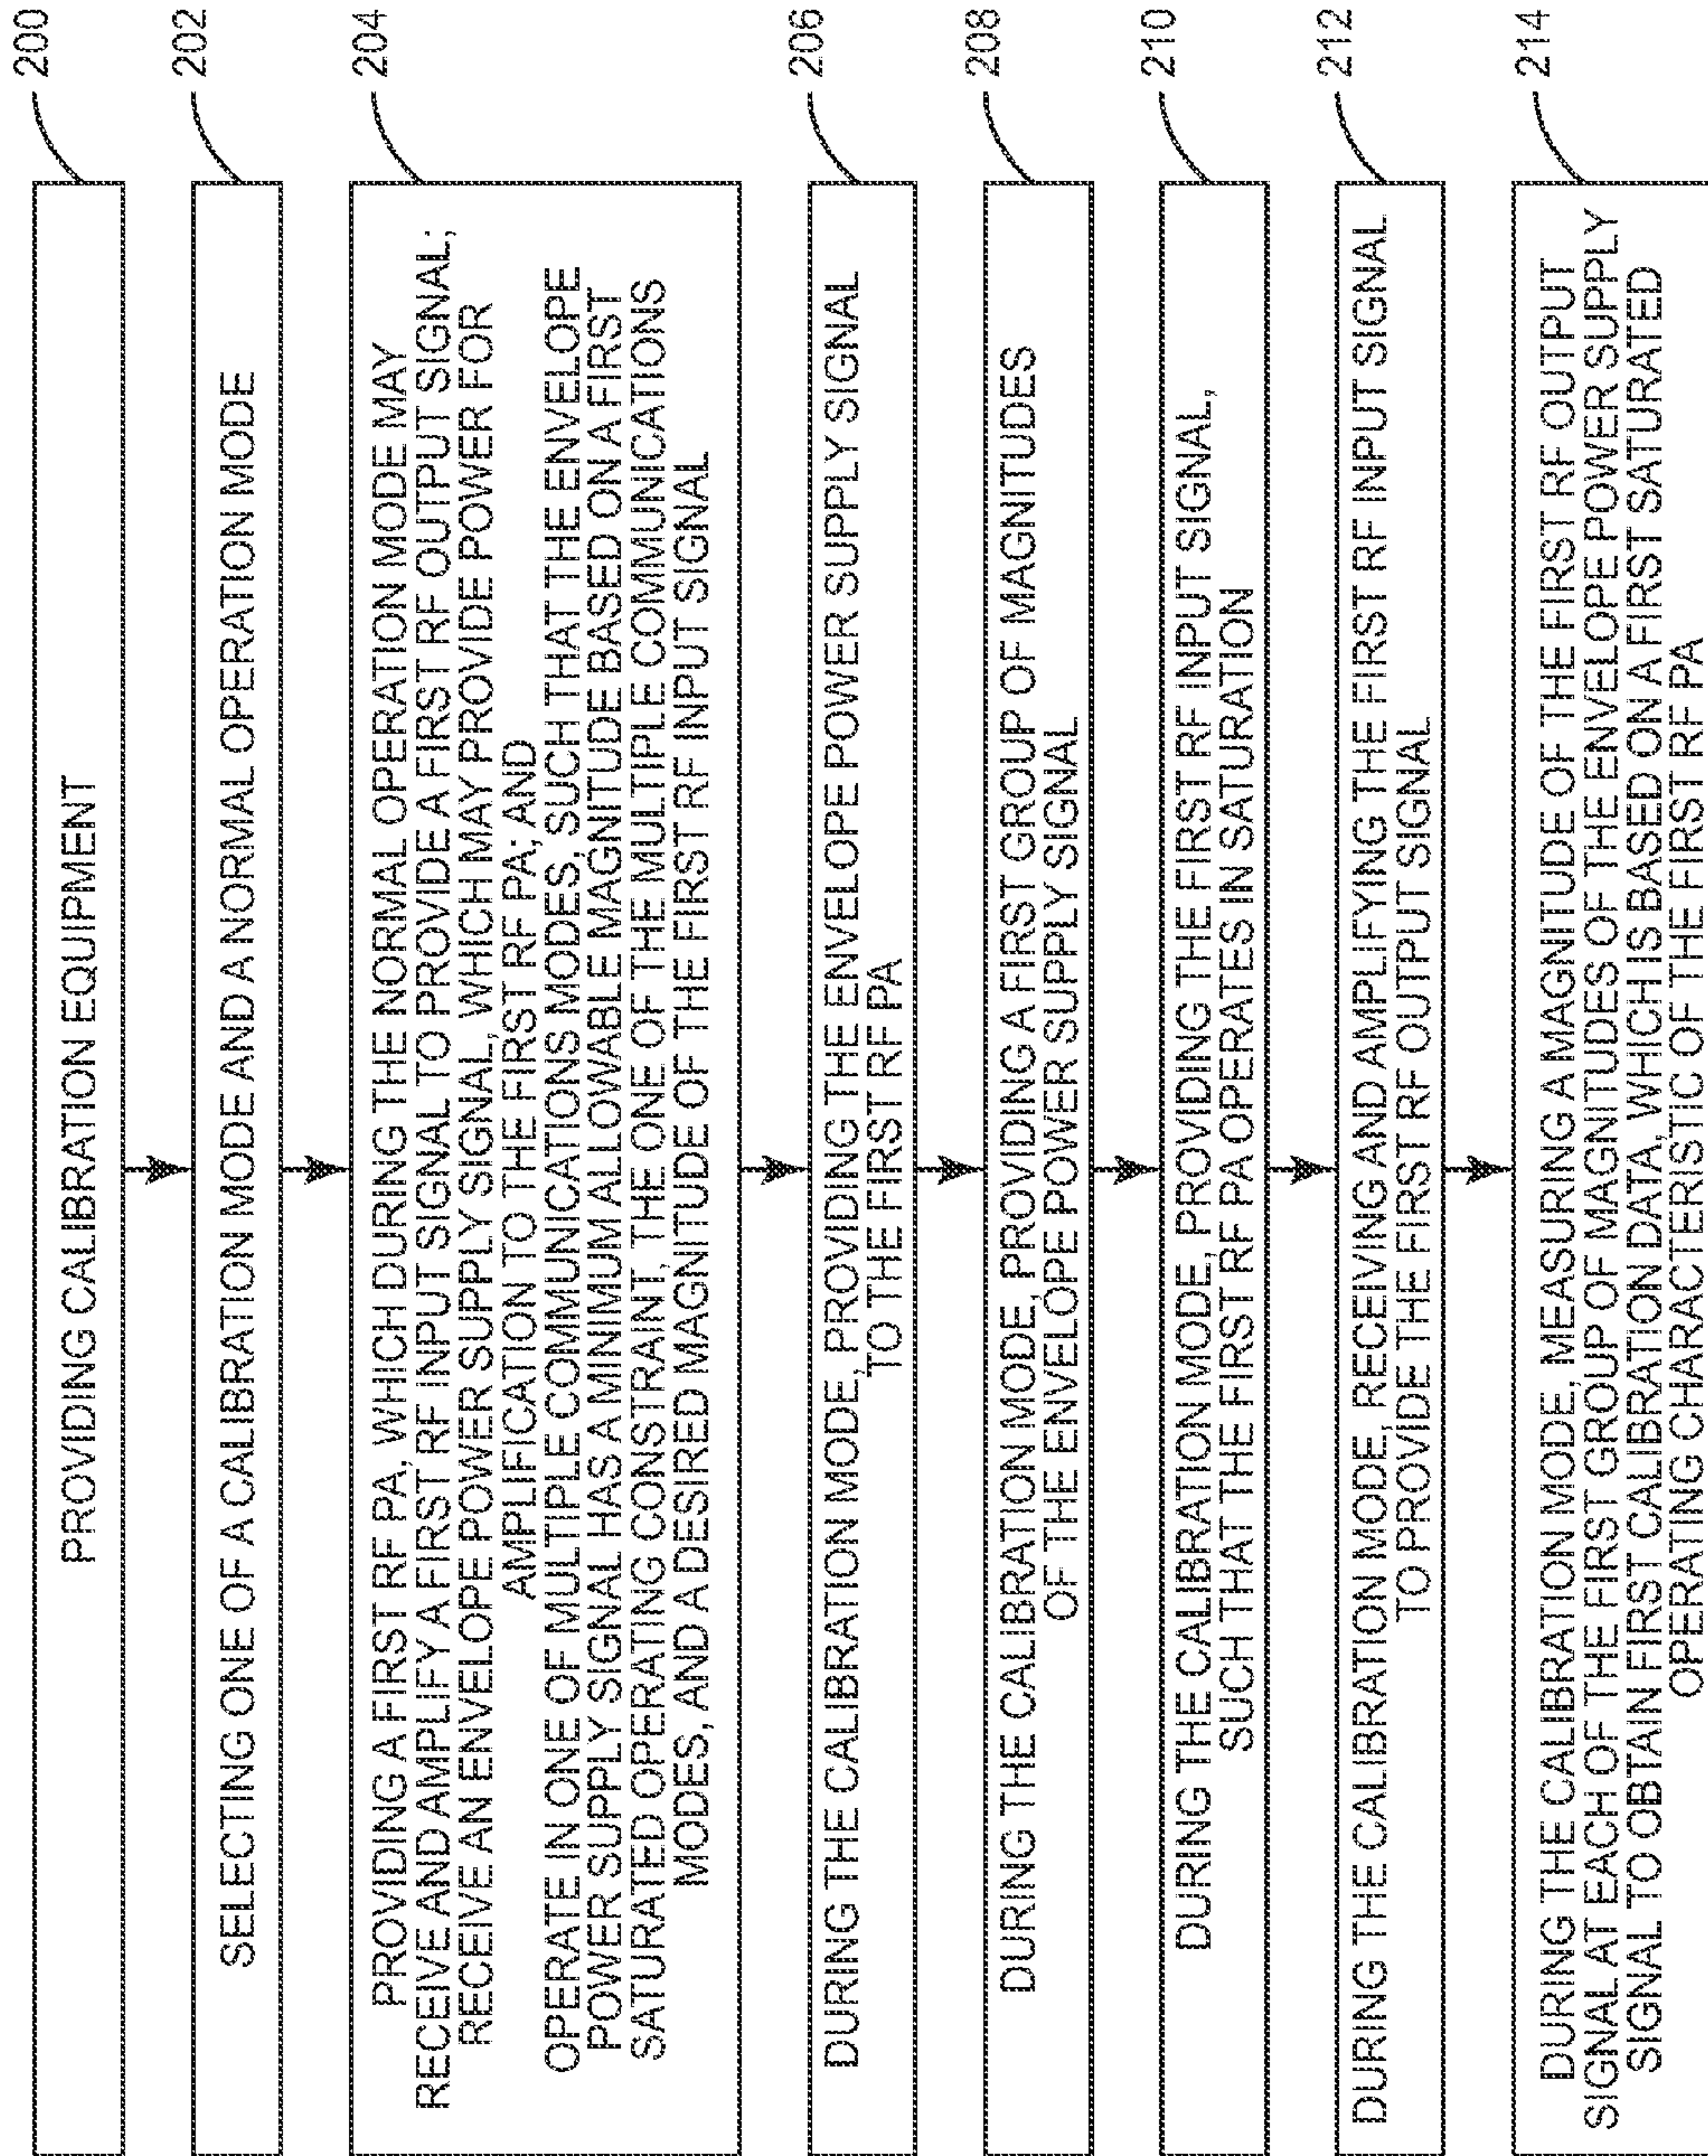 PROVIDING CALIBRATION EQUIPMENT
200
SELECTING ONE OF A CALIBRATION MODE AND A NORMAL OPERATION MODE
202
PROVIDING A FIRST RF PA, WHICH DURING THE NORMAL OPERATION MODE MAY
RECEIVE AND AMPLIFY A FIRST RF INPUT SIGNAL TO PROVIDE A FIRST RF OUTPUT SIGNAL;
RECEIVE AN ENVELOPE POWER SUPPLY SIGNAL, WHICH MAY PROVIDE POWER FOR
AMPLIFICATION TO THE FIRST RF PA; AND
OPERATE IN ONE OF MULTIPLE COMMUNICATIONS MODES, SUCH THAT THE ENVELOPE
POWER SUPPLY SIGNAL HAS A MINIMUM ALLOWABLE MAGNITUDE BASED ON A FIRST
SATURATED OPERATING CONSTRAINT, THE ONE OF THE MULTIPLE COMMUNICATIONS
MODES, AND A DESIRED MAGNITUDE OF THE FIRST RF INPUT SIGNAL
204
DURING THE CALIBRATION MODE, PROVIDING THE ENVELOPE POWER SUPPLY SIGNAL
TO THE FIRST RF PA
206
DURING THE CALIBRATION MODE, PROVIDING A FIRST GROUP OF MAGNITUDES
OF THE ENVELOPE POWER SUPPLY SIGNAL
208
DURING THE CALIBRATION MODE, PROVIDING THE FIRST RF INPUT SIGNAL,
SUCH THAT THE FIRST RF PA OPERATES IN SATURATION
210
DURING THE CALIBRATION MODE, RECEIVING AND AMPLIFYING THE FIRST RF INPUT SIGNAL
TO PROVIDE THE FIRST RF OUTPUT SIGNAL
212
DURING THE CALIBRATION MODE, MEASURING A MAGNITUDE OF THE FIRST RF OUTPUT
SIGNAL AT EACH OF THE FIRST GROUP OF MAGNITUDES OF THE ENVELOPE POWER SUPPLY
SIGNAL TO OBTAIN FIRST CALIBRATION DATA, WHICH IS BASED ON A FIRST SATURATED
OPERATING CHARACTERISTIC OF THE FIRST RF PA
214